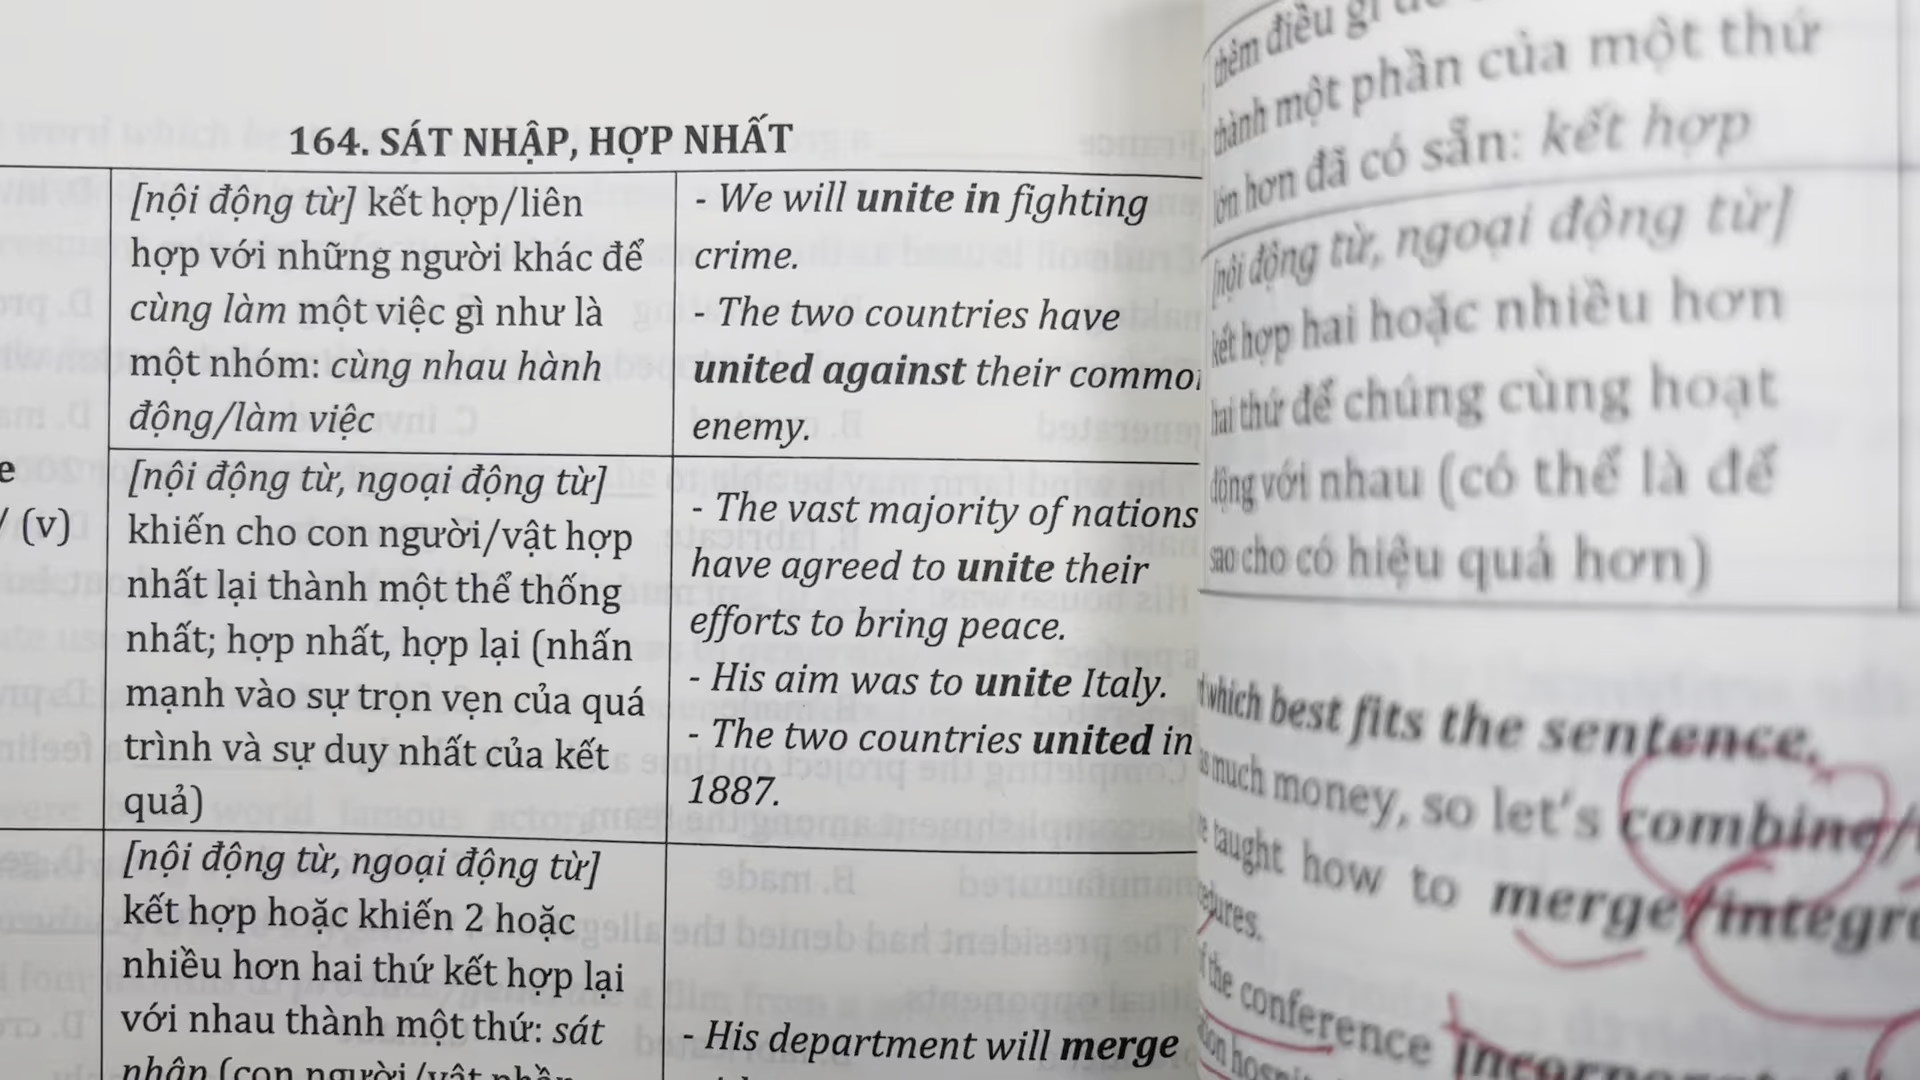 164. SÁT NHẬP, HỢP NHẤT
[nội động từ] kết hợp/liên
hợp với những người khác để
cùng làm một việc gì như là
một nhóm: cùng nhau hành
động/làm việc
- We will unite in fighting
crime.
- The two countries have
united against their
enemy.
e
/ (v)
[nội động từ, ngoại động từ]
khiến cho con người/vật hợp
nhất lại thành một thể thống
nhất; hợp nhất, hợp lại (nhấn
mạnh vào sự trọn vẹn của quá
trình và sự duy nhất của kết
quả)
- The vast majority of nations
have agreed to unite their
efforts to bring peace.
- His aim was to unite Italy.
- The two countries united in
1887.
[nội động từ, ngoại động từ]
kết hợp hoặc khiến 2 hoặc
nhiều hơn hai thứ kết hợp lại
với nhau thành một thứ: sát
nhập (con người/vật
- His department will merge
thêm điều gì
thành một phần của một thứ
lớn hơn đã có sẵn: kết hợp
[nội động từ, ngoại động từ]
kết hợp hai hoặc nhiều hơn
hai thứ để chúng cùng hoạt
động với nhau (có thể là để
sao cho có hiệu quả hơn)
which best fits the sentence.
much money, so let's combine/
taught how to merge/
the conference